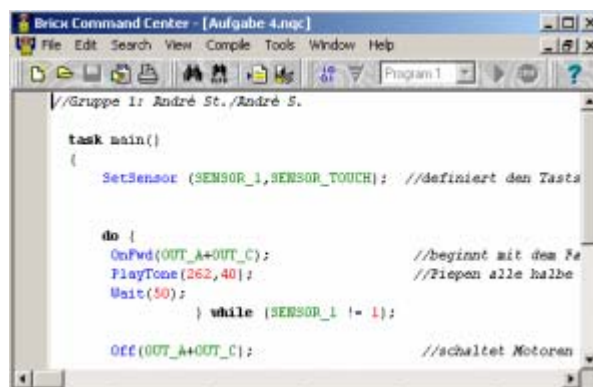 Bricx Command Center - [Aufgabe 4.nqc]
File Edit Search View Compile Tools Window Help
Program 1
//Gruppe 1: André St./André S.
task main()
{
SetSensor (SENSOR_1,SENSOR_TOUCH); //definiert den Tasts
do {
OnFwd(OUT_A+OUT_C); //beginnt mit dem Fa
PlayTone(262,40); //Piepen alle halbe
Wait(50);
} while (SENSOR_1 != 1);
Off(OUT_A+OUT_C); //schaltet Motoren